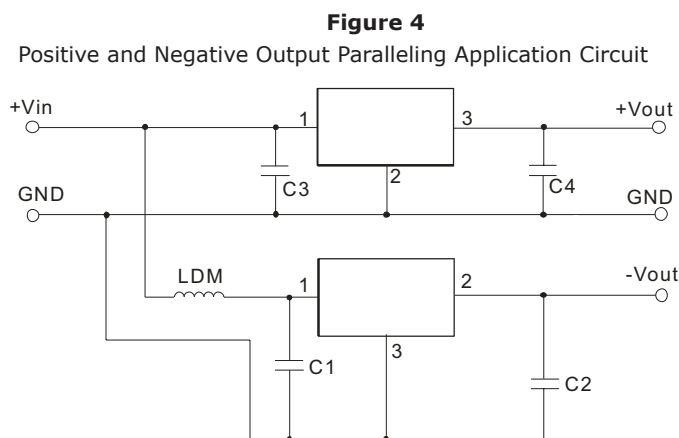 Figure 4
Positive and Negative Output Paralleling Application Circuit
+Vin
1
3
+Vout
C3
2
C4
GND
GND
LDM
1
2
-Vout
3
C1
C2